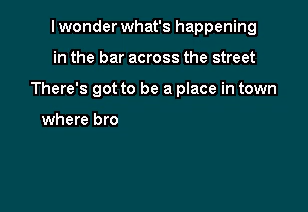 I wonder what's happening
in the bar across the street
There's got to be a place in town
where bro